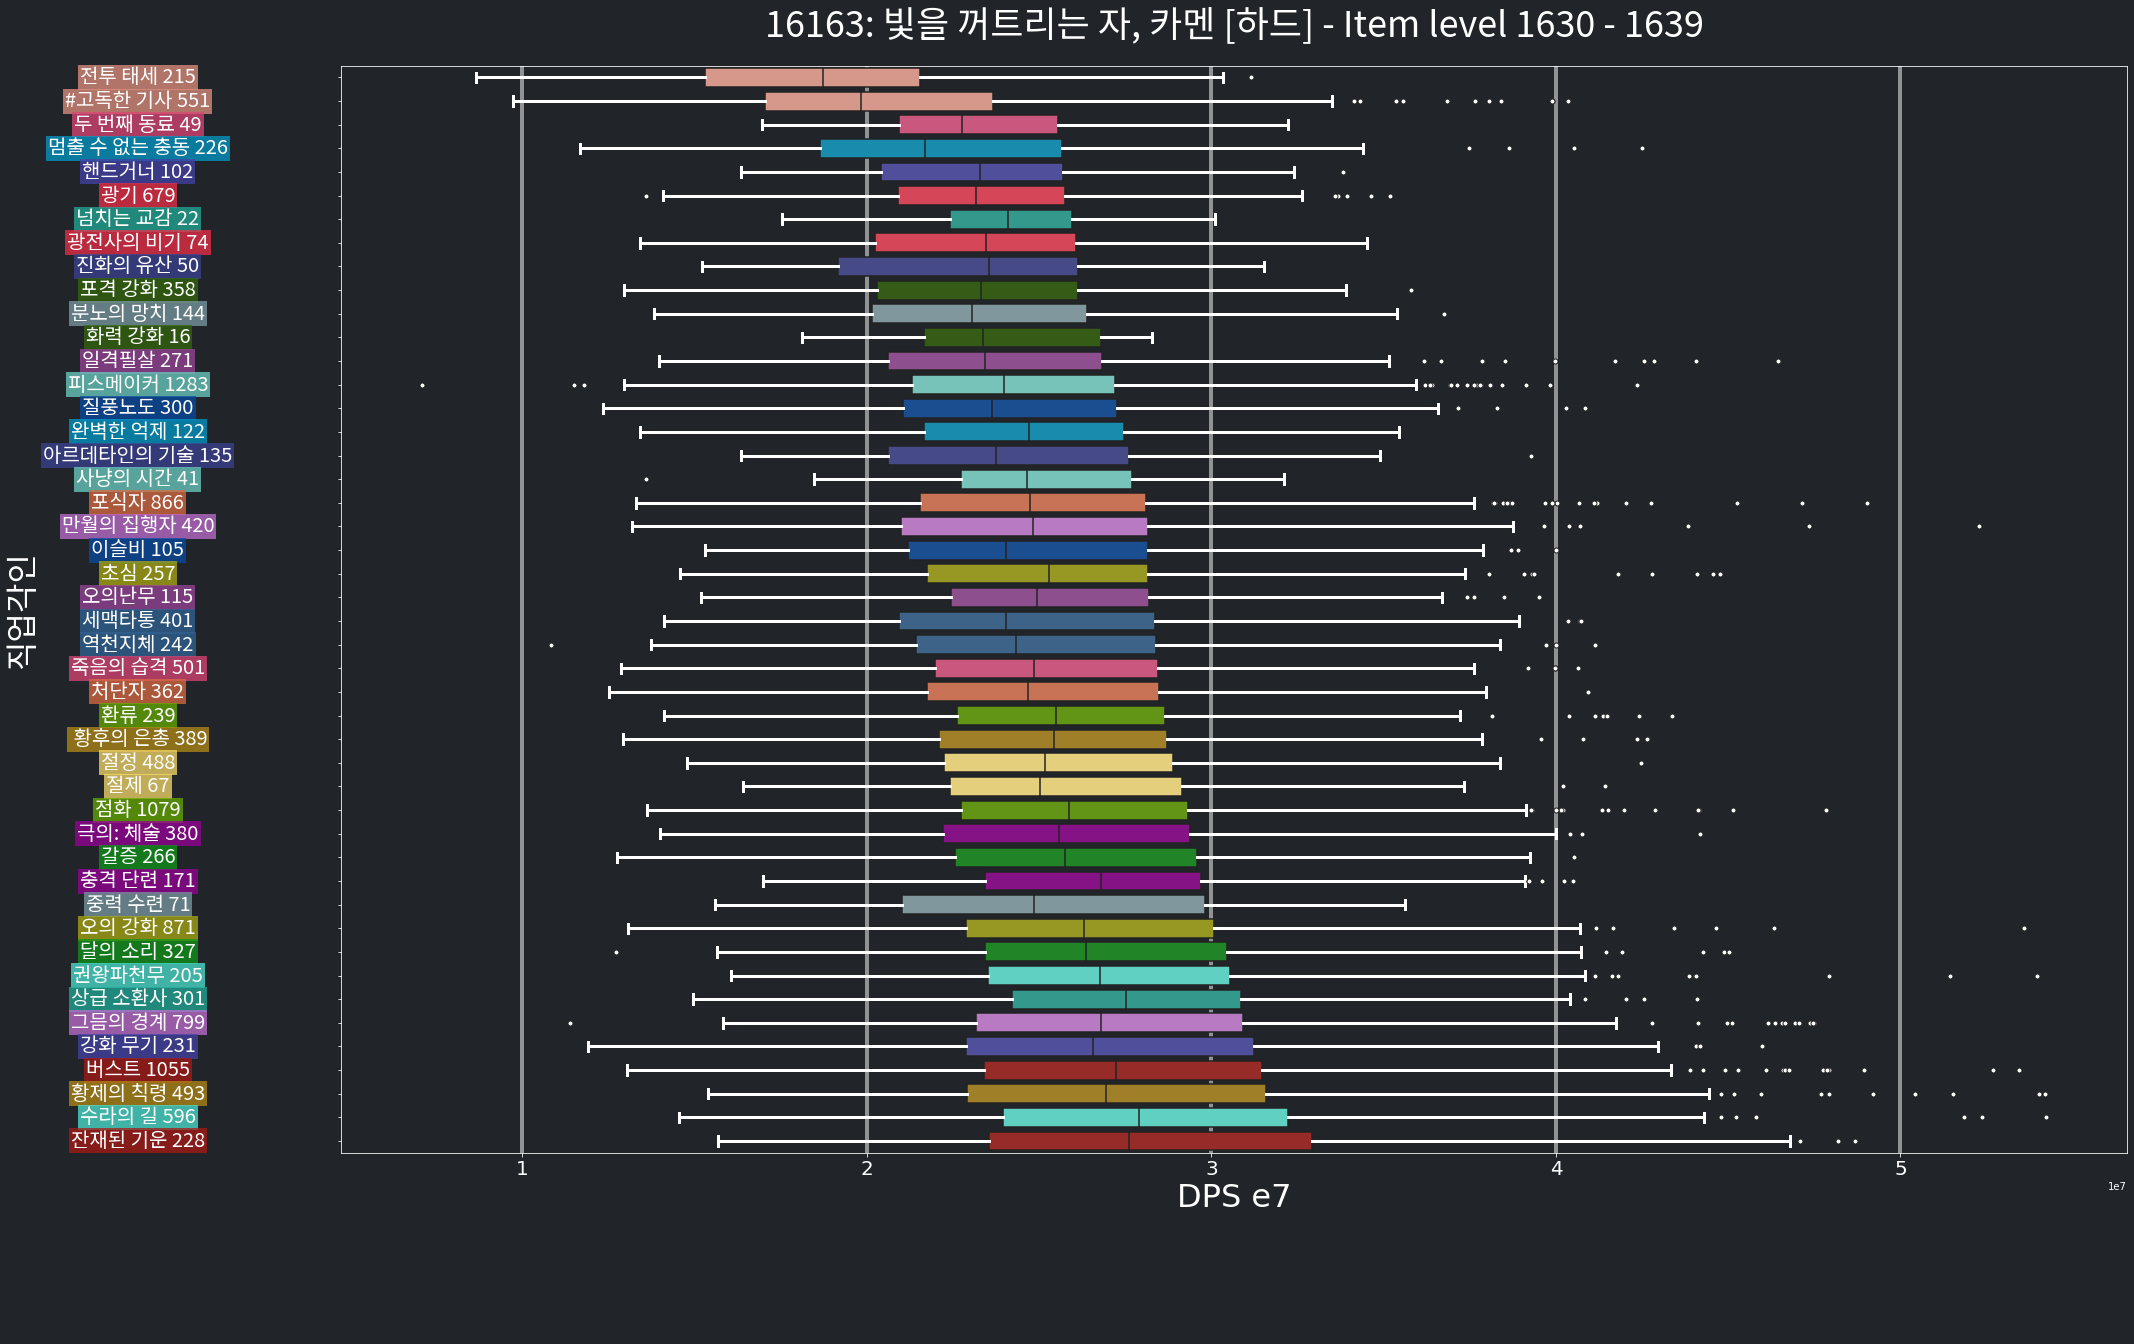 16163: 빛을 꺼트리는 자, 카멘 [하드] - Item level 1630 - 1639
전투 태세 215
#고독한 기사 551
두 번째 동료 49
멈출 수 없는 충동 226
핸드거너 102
광기 679
넘치는 교감 22
광전사의 비기 74
진화의 유산 50
포격 강화 358
분노의 망치 144
화력 강화 16
일격필살 271
피스메이커 1283
질풍노도 300
완벽한 억제 122
아르데타인의 기술 135
사냥의 시간 41
포식자 866
만월의 집행자 420
이슬비 105
초심 257
오의난무 115
세맥타통 401
역천지체 242
죽음의 습격 501
처단자 362
환류 239
황후의 은총 389
절정 488
절제 67
점화 1079
극의: 체술 380
갈증 266
충격 단련 171
중력 수련 71
오의 강화 871
달의 소리 327
권왕파천무 205
상급 소환사 301
그믐의 경계 799
강화 무기 231
버스트 1055
황제의 칙령 493
수라의 길 596
잔재된 기운 228
직업각인
1 2 3 4 5
DPS e7
1e7